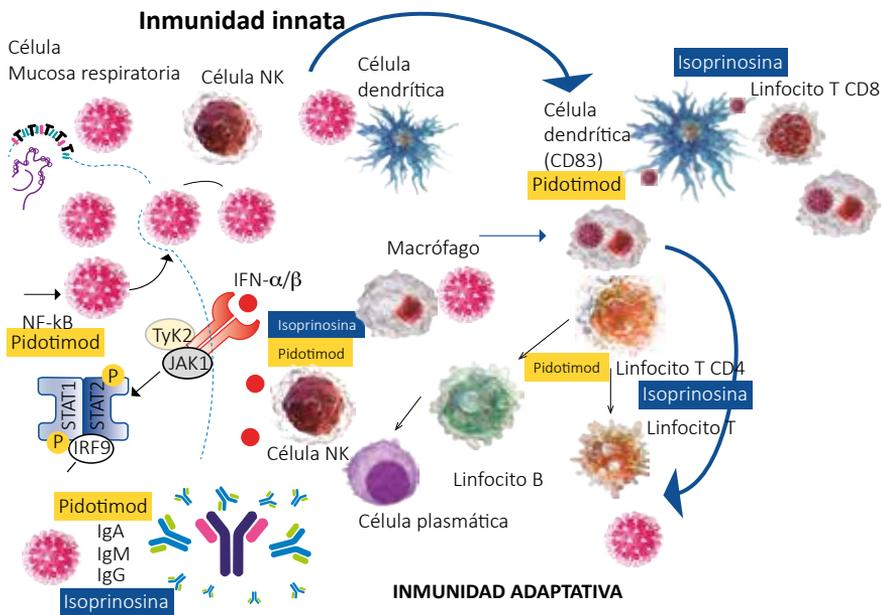 Inmunidad innata
Célula
Mucosa respiratoria
Célula NK
Célula
dendrítica
Isoprinosina
Linfocito T CD8
Célula
dendrítica
(CD83)
Pidotimod
Macrófago
IFN-α/β
NF-kB
Pidotimod
TyK2
JAK1
Isoprinosina
Pidotimod
Pidotimod
Linfocito T CD4
Isoprinosina
Linfocito T
P
STAT1
STAT2
P
IRF9
Célula NK
Linfocito B
Célula plasmática
Pidotimod
IgA
IgM
IgG
Isoprinosina
INMUNIDAD ADAPTATIVA